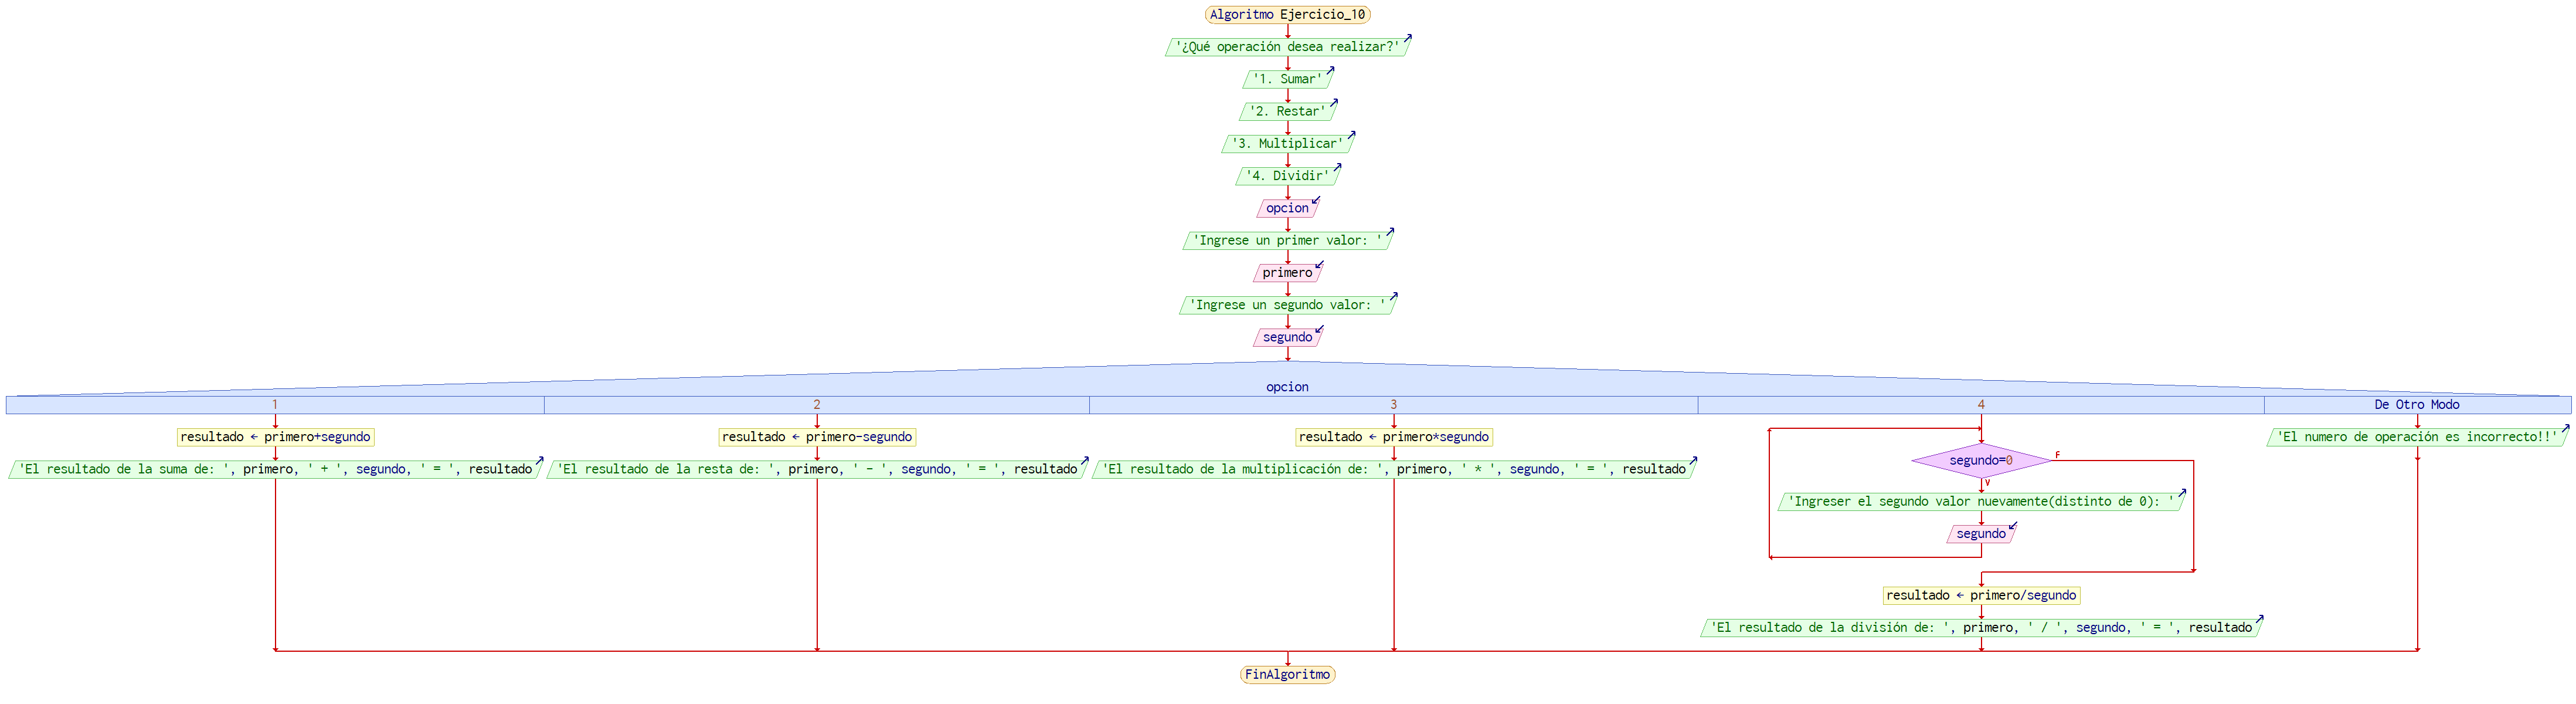 Algoritmo Ejercicio_10
'¿Qué operación desea realizar?'
'1. Sumar'
'2. Restar'
'3. Multiplicar'
'4. Dividir'
opcion
'Ingrese un primer valor: '
primero
'Ingrese un segundo valor: '
segundo
opcion
1
2
3
4
De Otro Modo
resultado ← primero+segundo
'El resultado de la suma de: ', primero, ' + ', segundo, ' = ', resultado
resultado ← primero-segundo
'El resultado de la resta de: ', primero, ' - ', segundo, ' = ', resultado
resultado ← primero*segundo
'El resultado de la multiplicación de: ', primero, ' * ', segundo, ' = ', resultado
segundo=0
F
V
'Ingreser el segundo valor nuevamente(distinto de 0): '
segundo
resultado ← primero/segundo
'El resultado de la división de: ', primero, ' / ', segundo, ' = ', resultado
'El numero de operación es incorrecto!!'
FinAlgoritmo